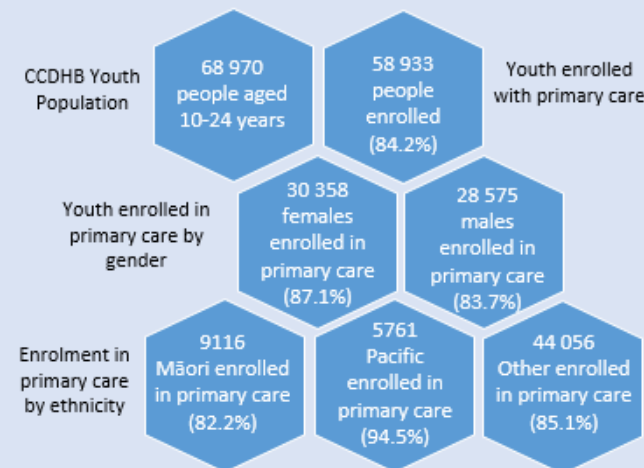 CCDHB Youth
Population
68 970
people aged
10-24 years
58 933
people
enrolled
(84.2%)
Youth enrolled
with primary care
Youth enrolled in
primary care by
gender
30 358
females
enrolled in
primary care
(87.1%)
28 575
males
enrolled in
primary care
(83.7%)
Enrolment in
primary care
by ethnicity
9116
Māori enrolled
in primary care
(82.2%)
5761
Pacific
enrolled in
primary care
(94.5%)
44 056
Other enrolled
in primary care
(85.1%)